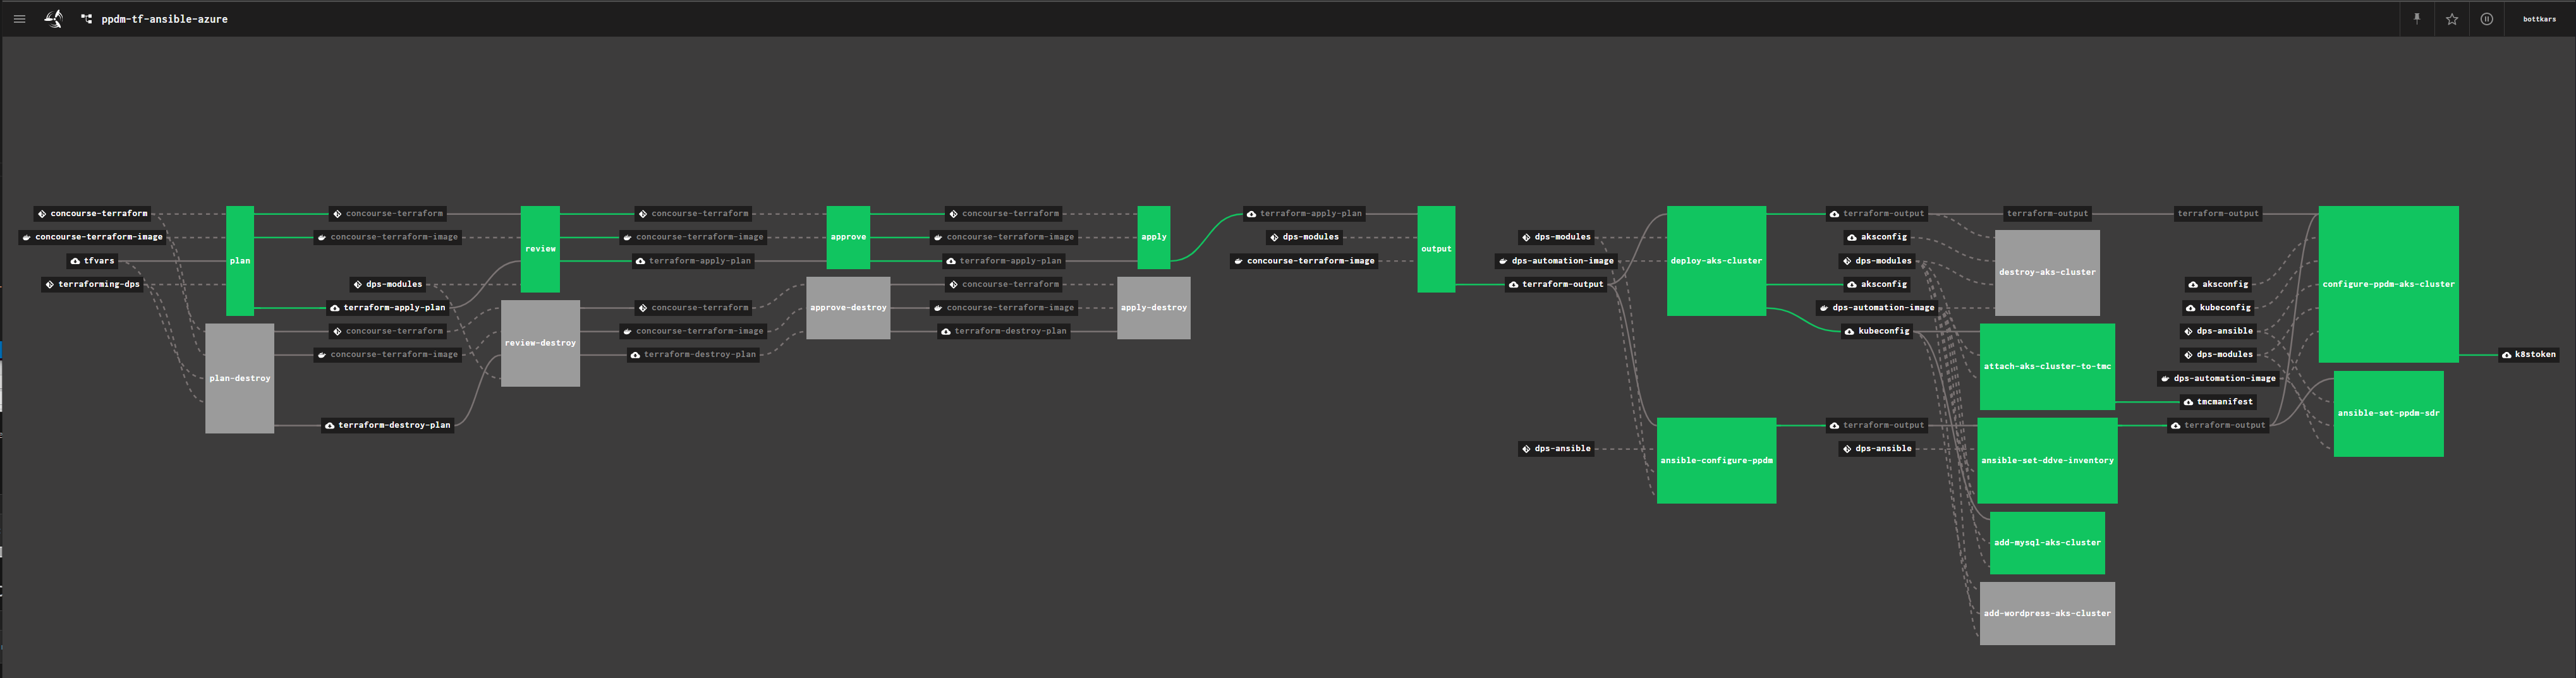 ppdm-tf-ansible-azure
bottkars
concourse-terraform
concourse-terraform-image
tfvars
terraforming-dps
plan
plan-destroy
concourse-terraform
concourse-terraform-image
dps-modules
terraform-apply-plan
concourse-terraform
concourse-terraform-image
terraform-destroy-plan
review
review-destroy
concourse-terraform
concourse-terraform-image
terraform-apply-plan
concourse-terraform
concourse-terraform-image
terraform-destroy-plan
approve
approve-destroy
concourse-terraform
concourse-terraform-image
terraform-apply-plan
concourse-terraform
concourse-terraform-image
terraform-destroy-plan
apply
apply-destroy
terraform-apply-plan
dps-modules
concourse-terraform-image
output
dps-modules
dps-automation-image
terraform-output
dps-ansible
deploy-aks-cluster
ansible-configure-ppdm
terraform-output
aksconfig
dps-modules
aksconfig
dps-automation-image
kubeconfig
terraform-output
dps-ansible
terraform-output
destroy-aks-cluster
attach-aks-cluster-to-tmc
ansible-set-ddve-inventory
add-mysql-aks-cluster
add-wordpress-aks-cluster
terraform-output
aksconfig
kubeconfig
dps-ansible
dps-modules
dps-automation-image
tmcmanifest
terraform-output
configure-ppdm-aks-cluster
ansible-set-ppdm-sdr
k8stoken